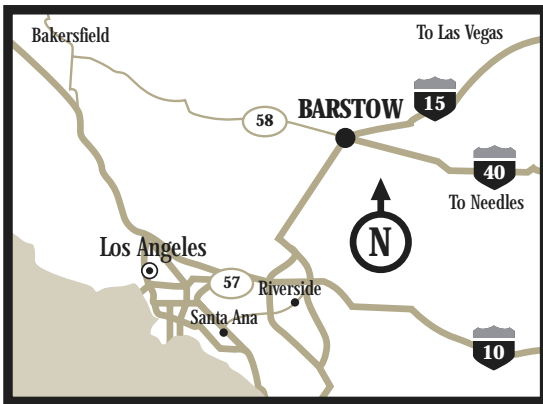 To Las Vegas
Bakersfield
15
BARSTOW
58
40
To Needles
N
Los Angeles
57
Riverside
Santa Ana
10